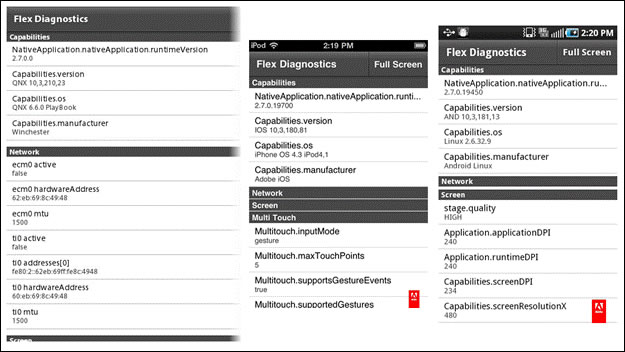 Flex Diagnostics
Capabilities
NativeApplication.nativeApplication.runtimeVersion
2.7.0.0
Capabilities.version
QNX 10,3,210,23
Capabilities.os
QNX 6.6.0 PlayBook
Capabilities.manufacturer
Winchester
Network
ecm0 active
false
ecm0 hardwareAddress
62:eb:69:8c:49:48
ecm0 mtu
1500
ti0 active
false
ti0 addresses[0]
fe80:2::62eb:69ff:fe8c:4948
ti0 hardwareAddress
60:eb:69:8c:49:48
ti0 mtu
1500
Screen
iPod
2:19 PM
Flex Diagnostics
Full Screen
Capabilities
NativeApplication.nativeApplication.runti...
2.7.0.19700
Capabilities.version
IOS 10,3,180,81
Capabilities.os
iPhone OS 4.3 iPod4,1
Capabilities.manufacturer
Adobe iOS
Network
Screen
Multi Touch
Multitouch.inputMode
gesture
Multitouch.maxTouchPoints
5
Multitouch.supportsGestureEvents
true
Multitouch.supportedGestures
2:20 PM
Flex Diagnostics
Full Screen
Capabilities
NativeApplication.nativeApplication.ru...
2.7.0.19450
Capabilities.version
AND 10,3,181,13
Capabilities.os
Linux 2.6.32.9
Capabilities.manufacturer
Android Linux
Network
Screen
stage.quality
HIGH
Application.applicationDPI
240
Application.runtimeDPI
240
Capabilities.screenDPI
234
Capabilities.screenResolutionX
480